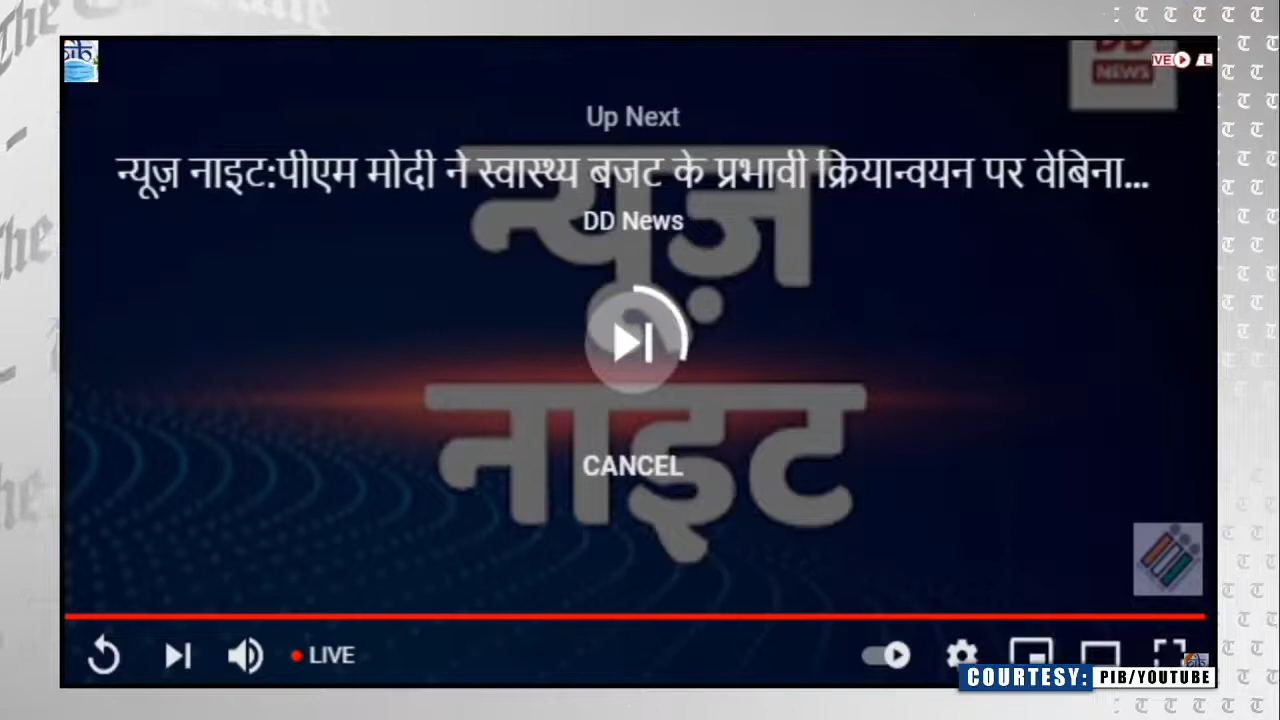 Up Next
न्यूज़ नाइट:पीएम मोदी ने स्वास्थ्य बजट के प्रभावी क्रियान्वयन पर वेबिना...
DD News
न्यूज़
नाइट
CANCEL
DD
NEWS
LIVE
COURTESY: PIB/YOUTUBE